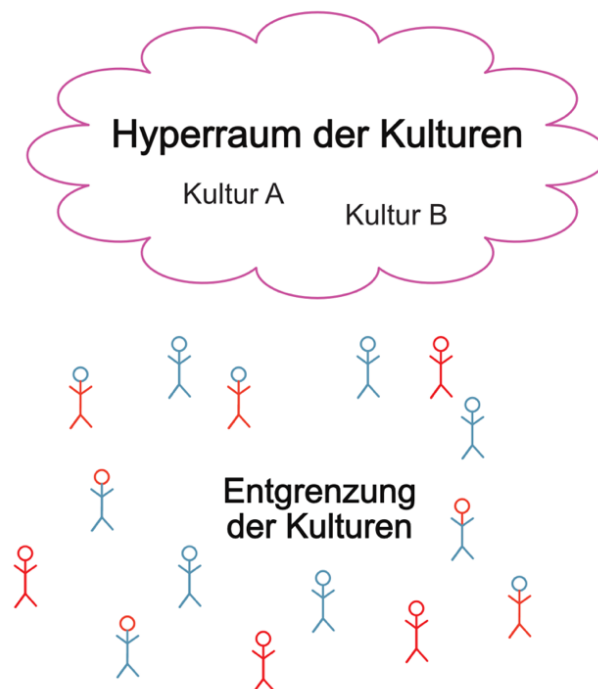 Hyperraum der Kulturen
Kultur A
Kultur B
Entgrenzung
der Kulturen